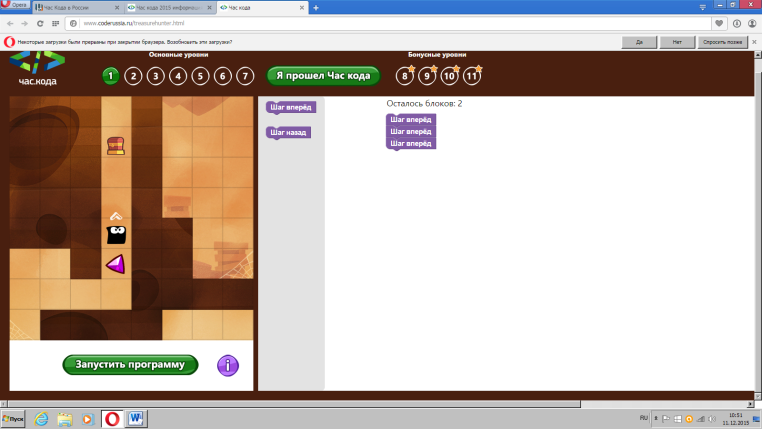 Opera
Час Кода в России
Час кода 2015 информац
Час кода
www.coderussia.ru/treasurehunter.html
Некоторые загрузки были прерваны при закрытии браузера. Возобновить эти загрузки?
Да
Нет
Спросить позже
Основные уровни
Бонусные уровни
час.кода
1 2 3 4 5 6 7
Я прошел Час кода
8 9 10 11
Шаг вперёд
Шаг назад
Осталось блоков: 2
Шаг вперёд
Шаг вперёд
Шаг вперёд
Запустить программу
i
Пуск
RU
10:51
11.12.2015